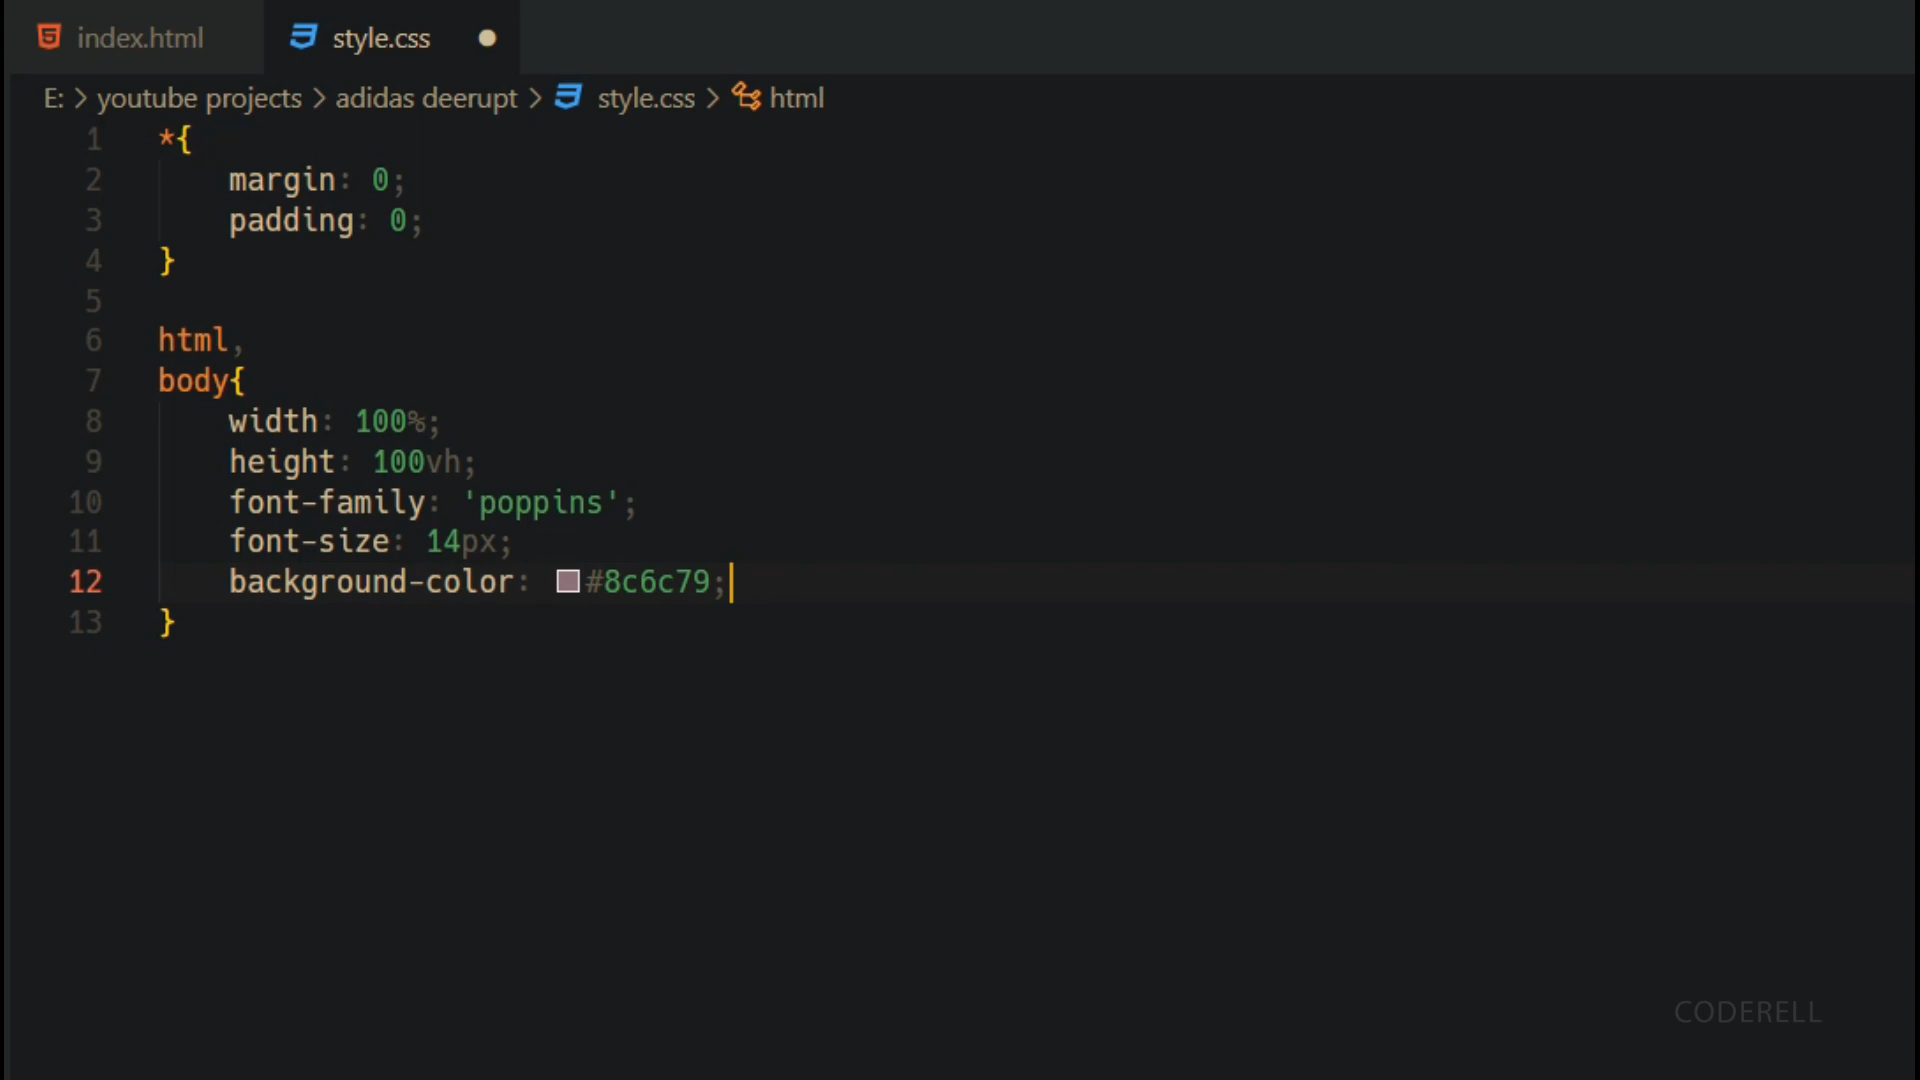 index.html style.css
E: > youtube projects > adidas deerupt > style.css > html
1 *{
2 margin: 0;
3 padding: 0;
4 }
5
6 html,
7 body{
8 width: 100%;
9 height: 100vh;
10 font-family: 'poppins';
11 font-size: 14px;
12 background-color: #8c6c79;
13 }
CODERELL